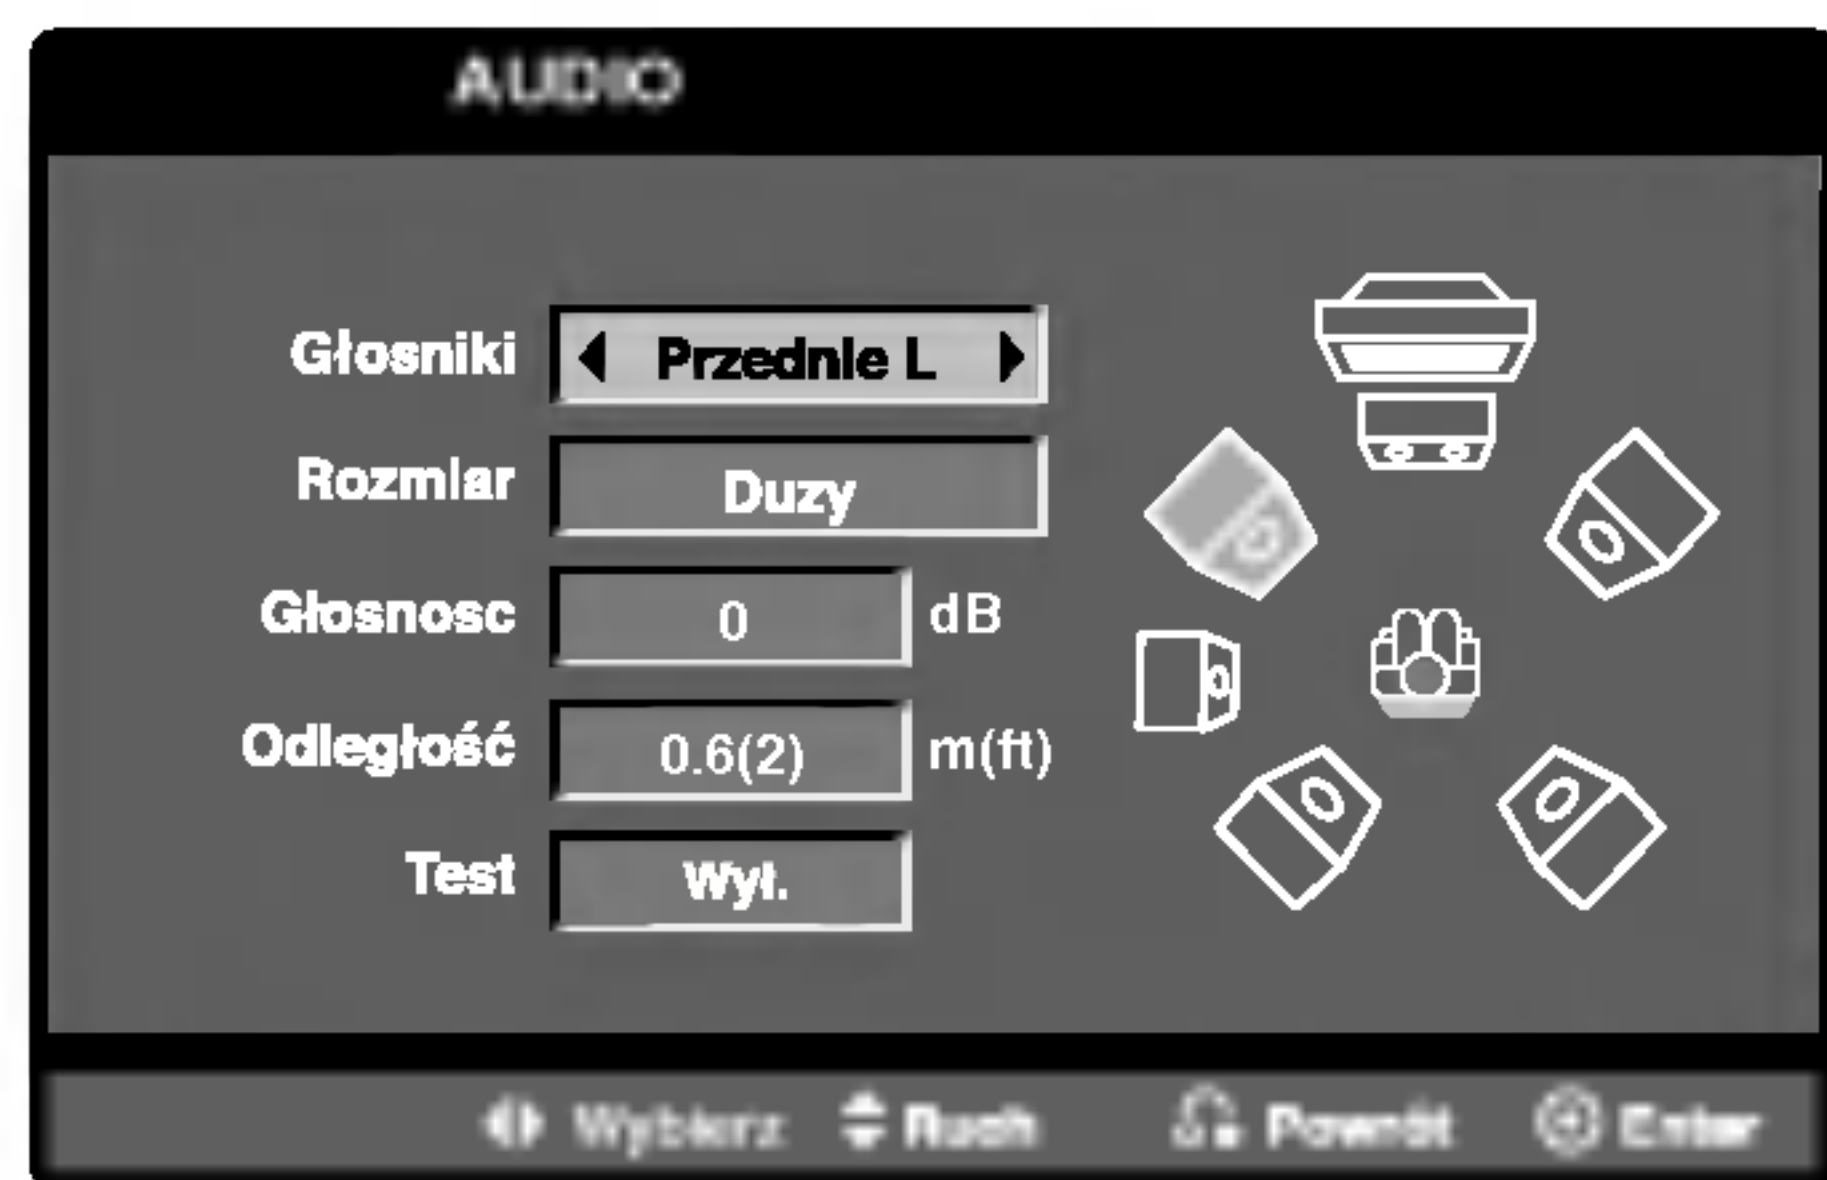 AUDIO
Głosniki Przednie L
Rozmiar Duzy
Głosnosc 0 dB
Odległość 0.6(2) m(ft)
Test Wył.
Wybierz Ruch Powrót Enter